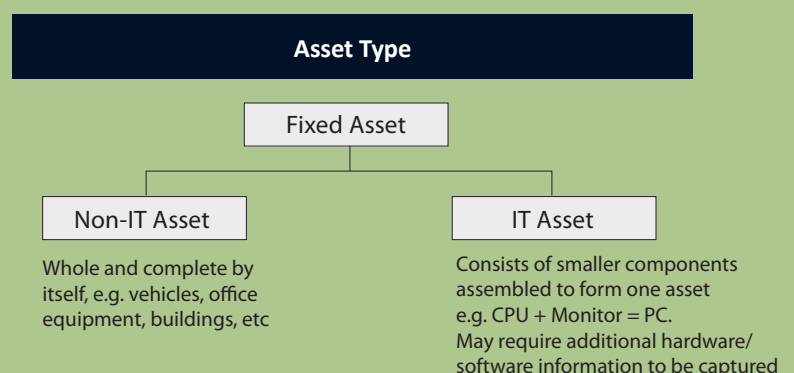 Asset Type
Fixed Asset
Non-IT Asset
IT Asset
Whole and complete by
itself, e.g. vehicles, office
equipment, buildings, etc
Consists of smaller components
assembled to form one asset
e.g. CPU + Monitor = PC.
May require additional hardware/
software information to be captured